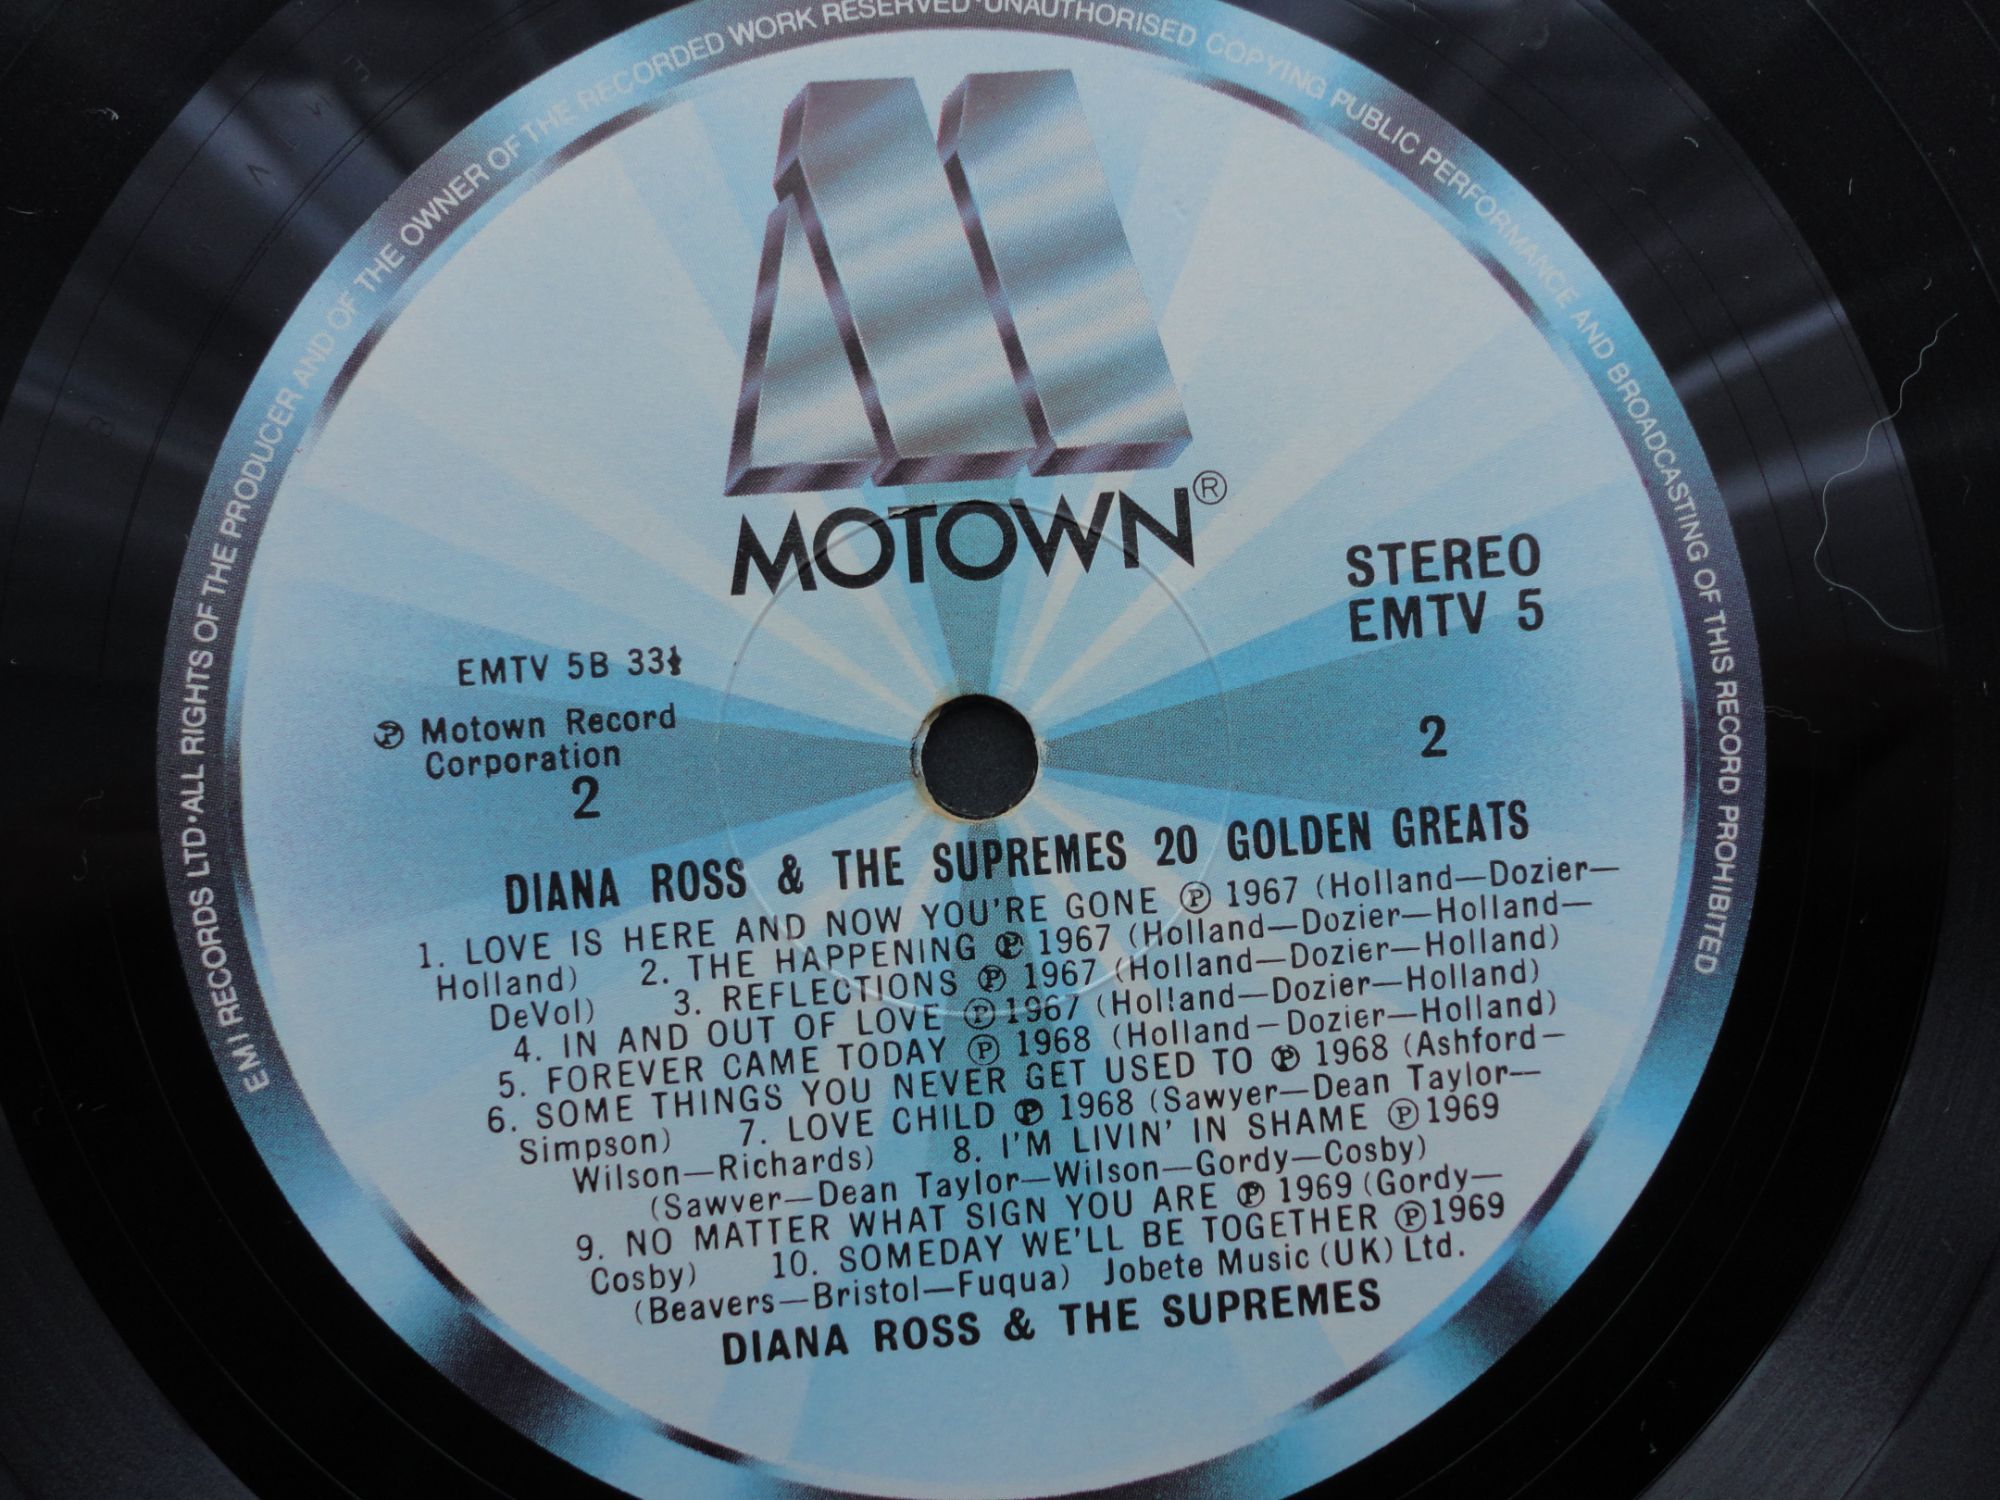 EMI RECORDS LTD•ALL RIGHTS OF THE PRODUCER AND OF THE OWNER OF THE RECORDED WORK RESERVED•UNAUTHORISED COPYING PUBLIC PERFORMANCE AND BROADCASTING OF THIS RECORD PROHIBITED
MOTOWN®
STEREO
EMTV 5
EMTV 5B 33⅓
℗ Motown Record
Corporation
2
2
DIANA ROSS & THE SUPREMES 20 GOLDEN GREATS
1. LOVE IS HERE AND NOW YOU'RE GONE ℗ 1967 (Holland—Dozier—
Holland) 2. THE HAPPENING ℗ 1967 (Holland—Dozier—Holland—
DeVol) 3. REFLECTIONS ℗ 1967 (Holland—Dozier—Holland)
4. IN AND OUT OF LOVE ℗ 1967 (Holland—Dozier—Holland)
5. FOREVER CAME TODAY ℗ 1968 (Holland—Dozier—Holland)
6. SOME THINGS YOU NEVER GET USED TO ℗ 1968 (Ashford—
Simpson) 7. LOVE CHILD ℗ 1968 (Sawyer—Dean Taylor—
Wilson—Richards) 8. I'M LIVIN' IN SHAME ℗ 1969
(Sawyer—Dean Taylor—Wilson—Gordy—Cosby)
9. NO MATTER WHAT SIGN YOU ARE ℗ 1969 (Gordy—
Cosby) 10. SOMEDAY WE'LL BE TOGETHER ℗ 1969
(Beavers—Bristol—Fuqua) Jobete Music (UK) Ltd.
DIANA ROSS & THE SUPREMES